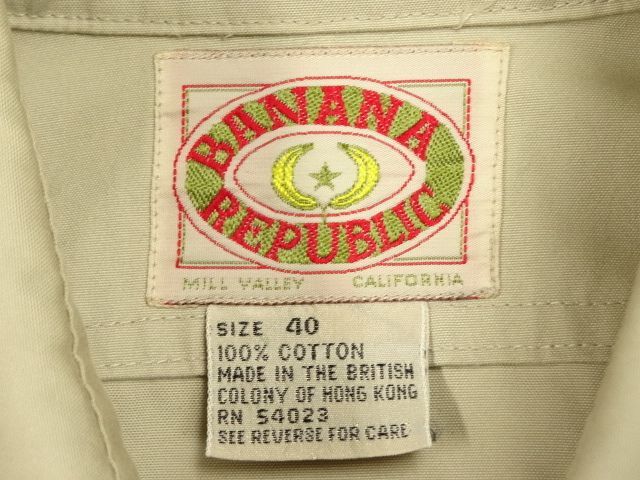 BANANA
REPUBLIC
MILL VALLEY CALIFORNIA
SIZE 40
100% COTTON
MADE IN THE BRITISH
COLONY OF HONG KONG
RN 54023
SEE REVERSE FOR CARE